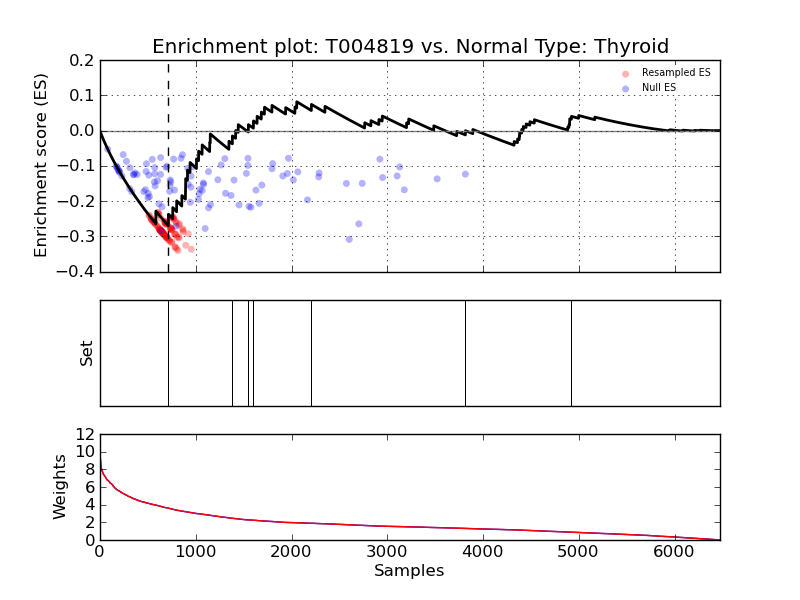 Enrichment plot: T004819 vs. Normal Type: Thyroid
Enrichment score (ES)
0.2
0.1
0.0
−0.1
−0.2
−0.3
−0.4
Resampled ES
Null ES
Set
Weights
12
10
8
6
4
2
0
0 1000 2000 3000 4000 5000 6000
Samples